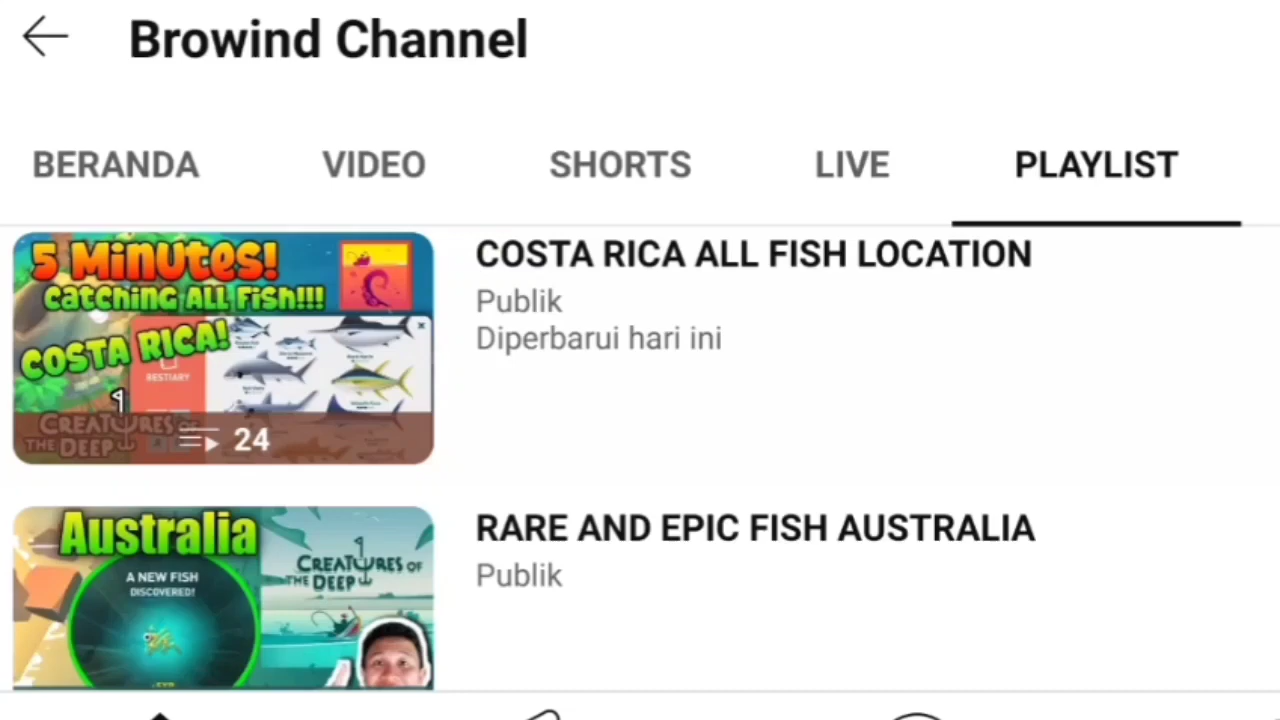 Browind Channel
BERANDA VIDEO SHORTS LIVE PLAYLIST
5 MinUtes!
Catching ALL Fish!!!
COSTA RICA!
BESTIARY
CREATURES OF
THE DEEP
24
COSTA RICA ALL FISH LOCATION
Publik
Diperbarui hari ini
Australia
A NEW FISH
DISCOVERED!
CREATURES OF
THE DEEP
RARE AND EPIC FISH AUSTRALIA
Publik